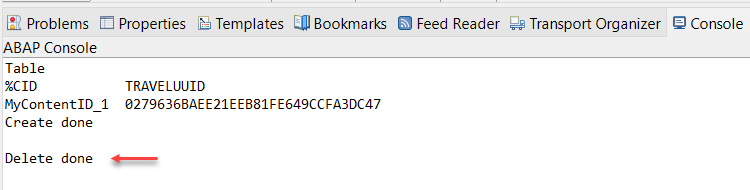 Problems Properties Templates Bookmarks Feed Reader Transport Organizer Console
ABAP Console
Table
%CID TRAVELUUID
MyContentID_1 0279636BAEE21EEB81FE649CCFA3DC47
Create done
Delete done